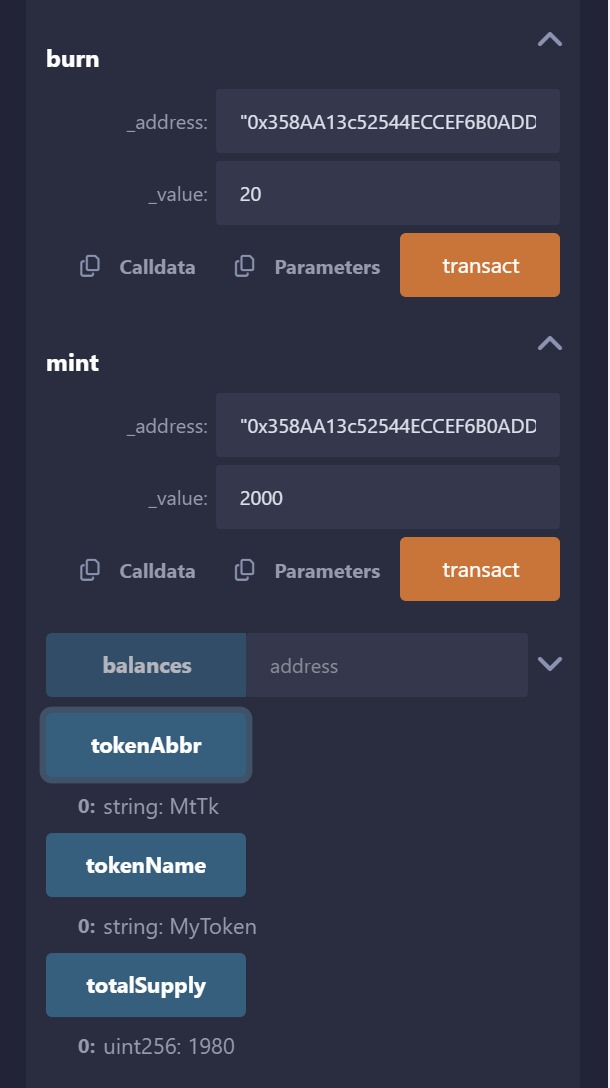 burn
_address: "0x358AA13c52544ECCEF6B0ADD
_value: 20
Calldata Parameters transact
mint
_address: "0x358AA13c52544ECCEF6B0ADD
_value: 2000
Calldata Parameters transact
balances address
tokenAbbr
0: string: MtTk
tokenName
0: string: MyToken
totalSupply
0: uint256: 1980